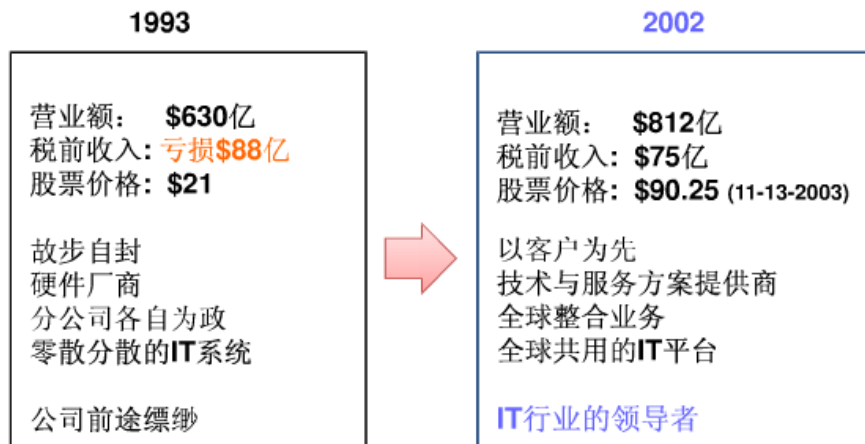 1993
营业额： $630亿
税前收入: 亏损$88亿
股票价格: $21
故步自封
硬件厂商
分公司各自为政
零散分散的IT系统
公司前途缥缈
2002
营业额： $812亿
税前收入: $75亿
股票价格: $90.25 (11-13-2003)
以客户为先
技术与服务方案提供商
全球整合业务
全球共用的IT平台
IT行业的领导者